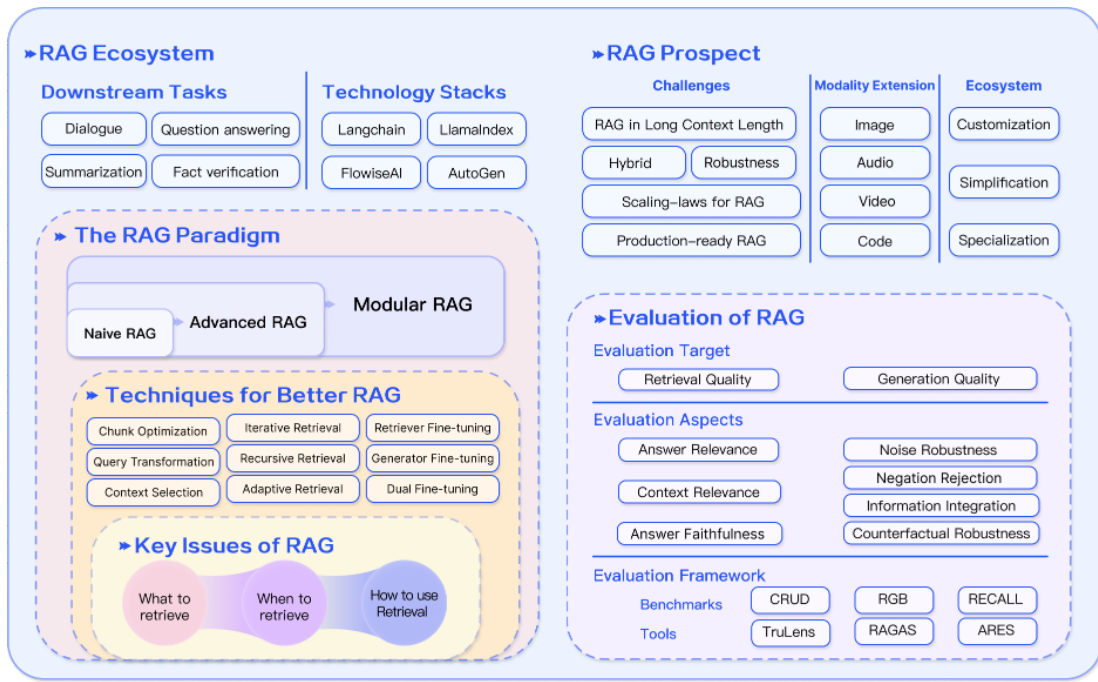 RAG Ecosystem
Downstream Tasks
Dialogue
Question answering
Summarization
Fact verification
Technology Stacks
Langchain
LlamaIndex
FlowiseAI
AutoGen
The RAG Paradigm
Naive RAG
Advanced RAG
Modular RAG
Techniques for Better RAG
Chunk Optimization
Iterative Retrieval
Retriever Fine-tuning
Query Transformation
Recursive Retrieval
Generator Fine-tuning
Context Selection
Adaptive Retrieval
Dual Fine-tuning
Key Issues of RAG
What to
retrieve
When to
retrieve
How to use
Retrieval
RAG Prospect
Challenges
RAG in Long Context Length
Hybrid
Robustness
Scaling-laws for RAG
Production-ready RAG
Modality Extension
Image
Audio
Video
Code
Ecosystem
Customization
Simplification
Specialization
Evaluation of RAG
Evaluation Target
Retrieval Quality
Generation Quality
Evaluation Aspects
Answer Relevance
Context Relevance
Answer Faithfulness
Noise Robustness
Negation Rejection
Information Integration
Counterfactual Robustness
Evaluation Framework
Benchmarks
CRUD
RGB
RECALL
Tools
TruLens
RAGAS
ARES